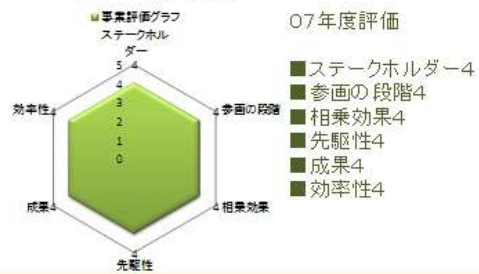 ■事業評価グラフ
ステークホル
ダー
4
5
4
3
2
1
0
効率性
4
4
参画の段階
成果
4
4
相乗効果
4
先駆性
07年度評価
■ステークホルダー4
■参画の段階4
■相乗効果4
■先駆性4
■成果4
■効率性4